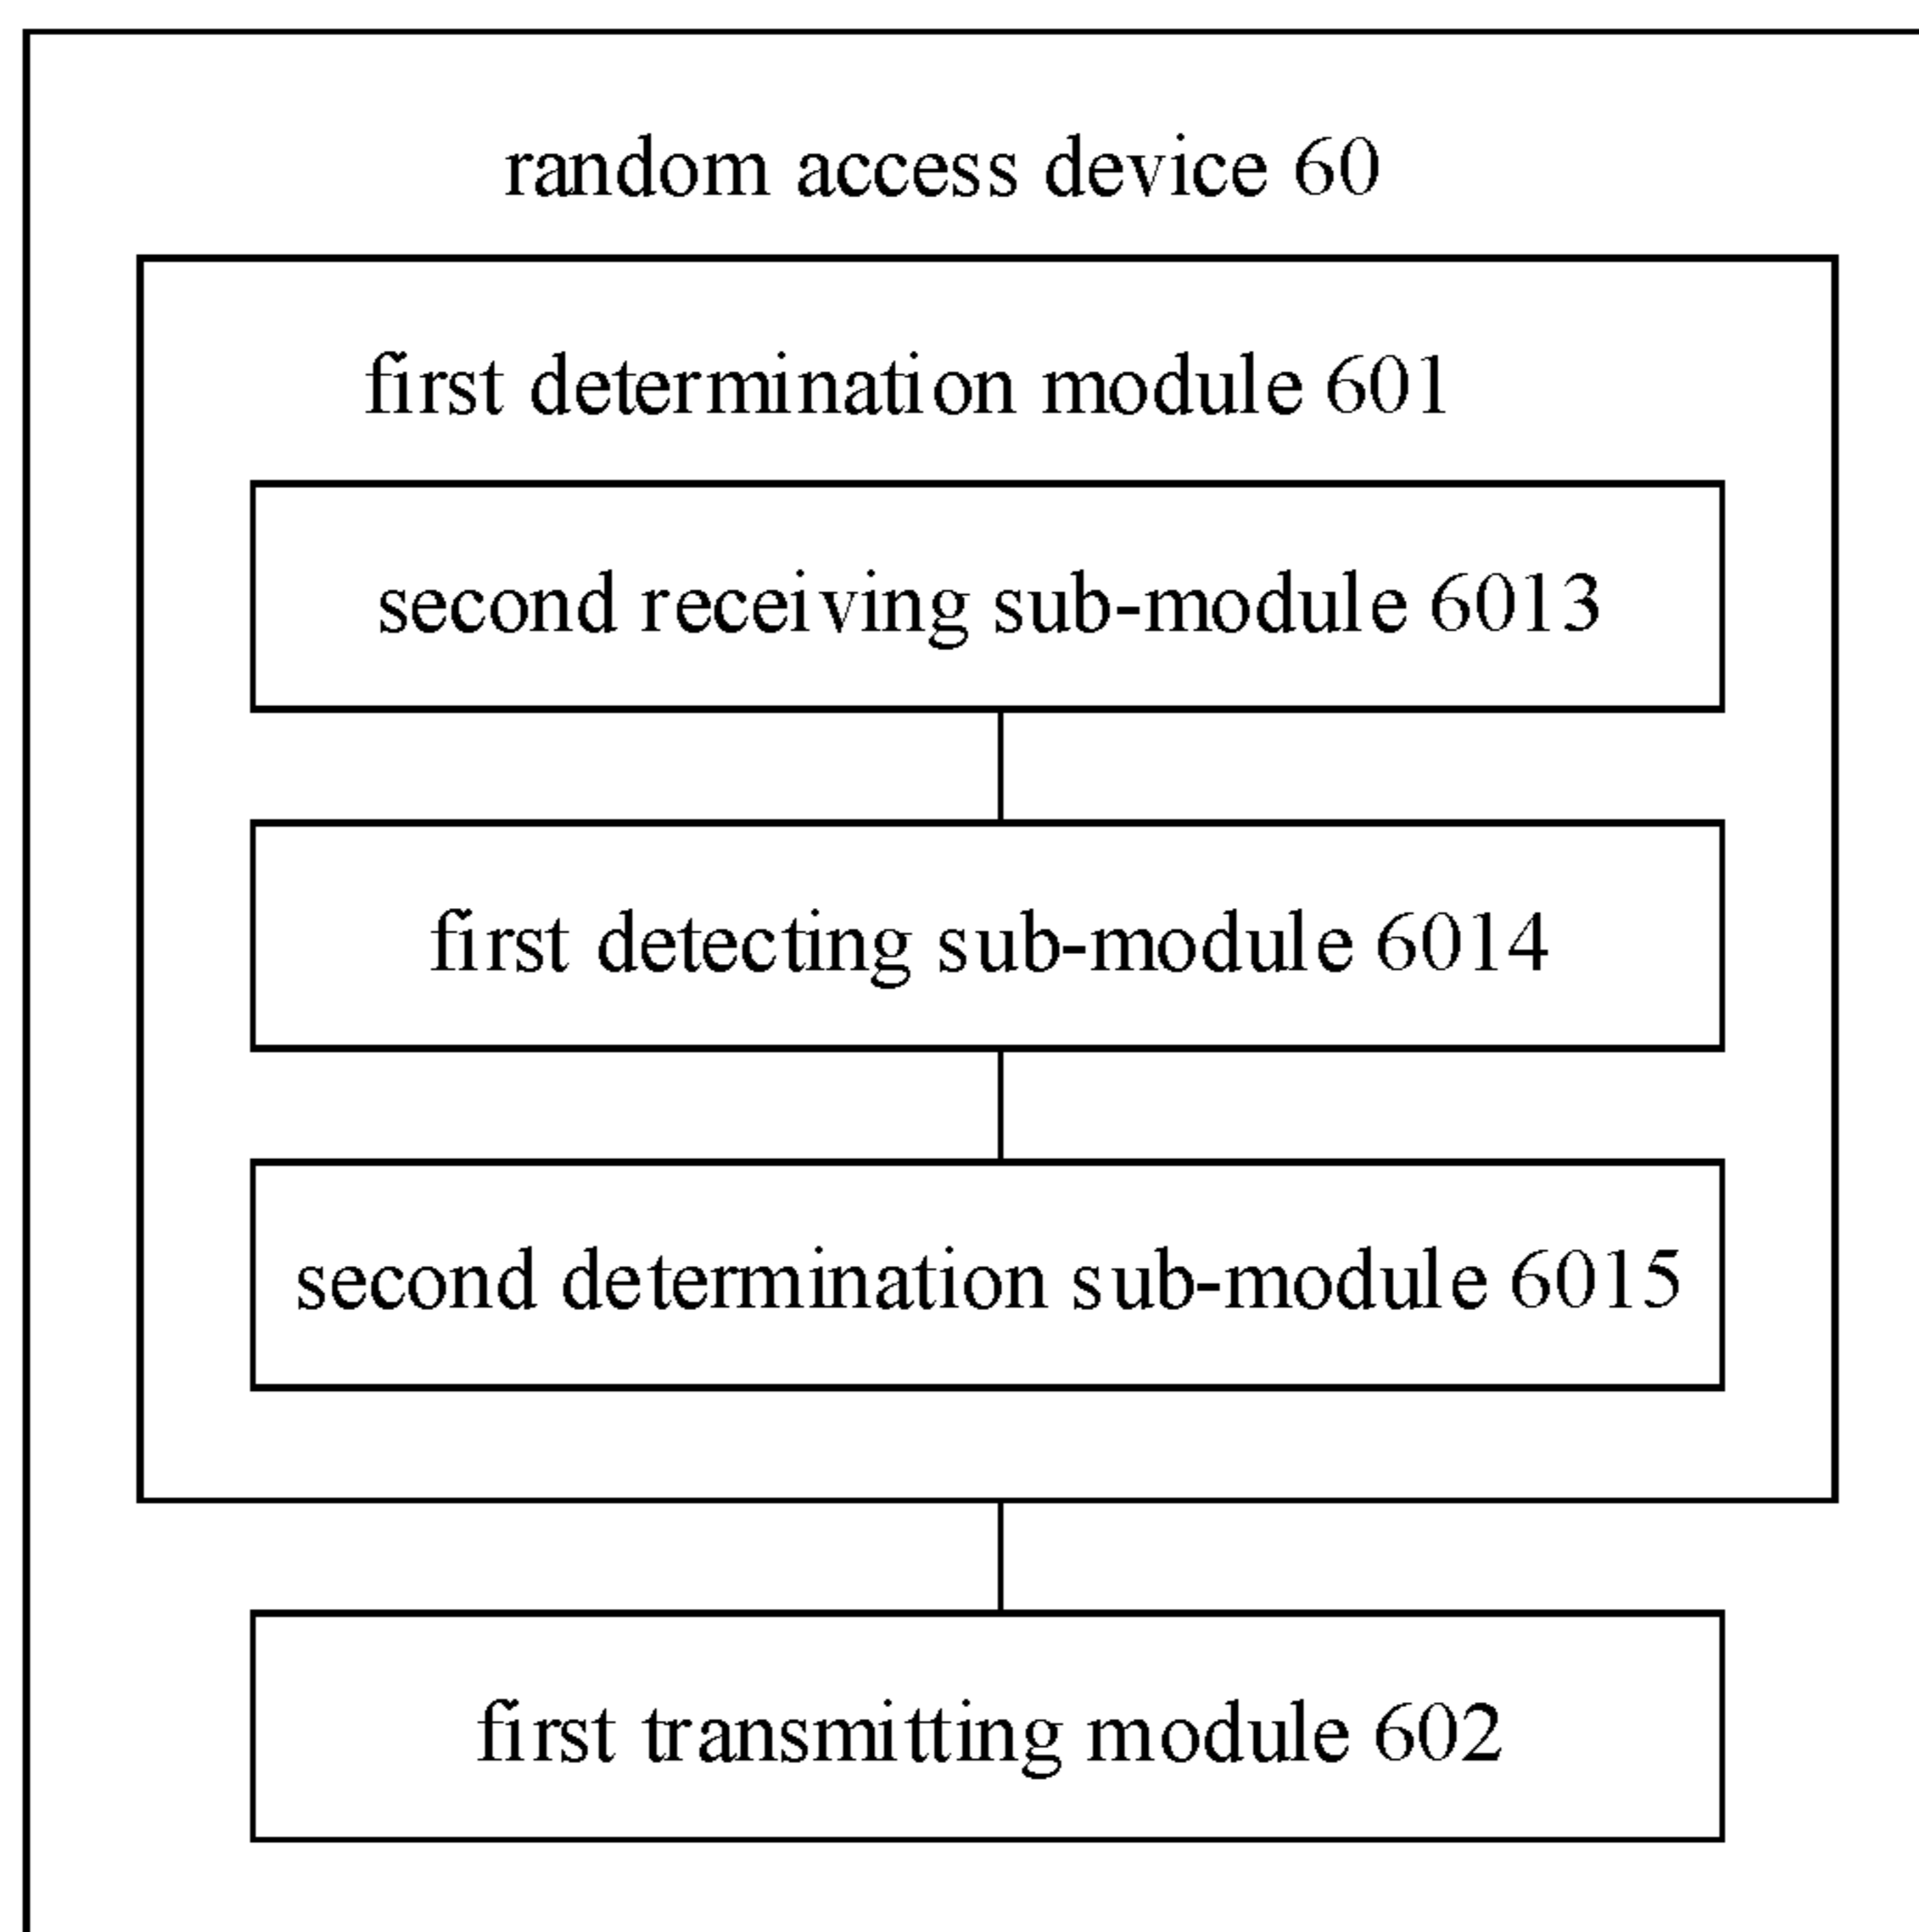 random access device 60
first determination module 601
second receiving sub-module 6013
first detecting sub-module 6014
second determination sub-module 6015
first transmitting module 602